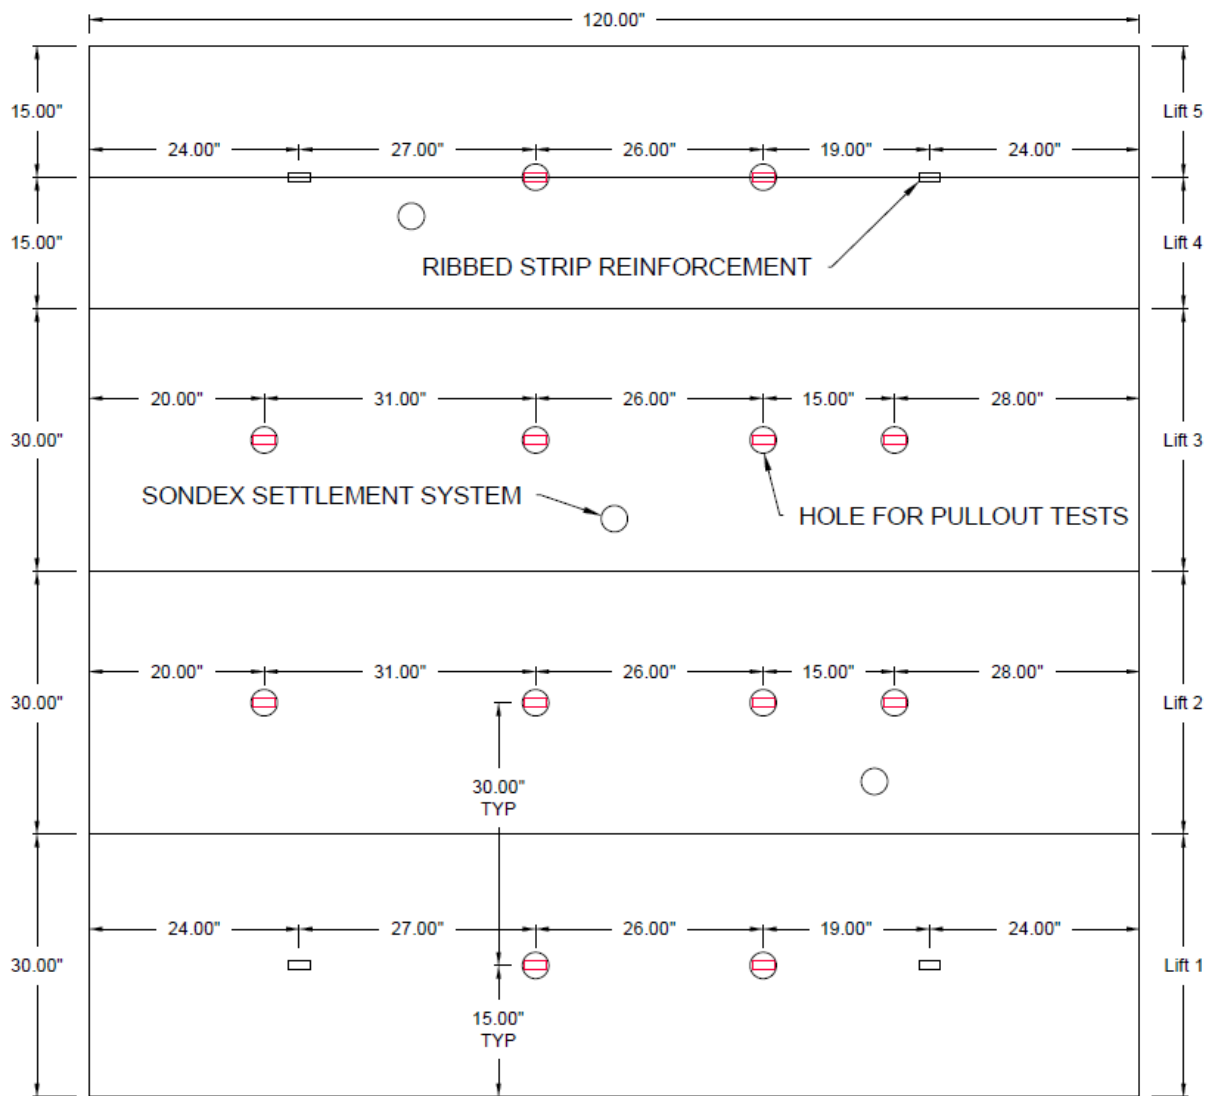 120.00"
15.00"
Lift 5
24.00" 27.00" 26.00" 19.00" 24.00"
15.00"
Lift 4
RIBBED STRIP REINFORCEMENT
20.00" 31.00" 26.00" 15.00" 28.00"
30.00"
Lift 3
SONDEX SETTLEMENT SYSTEM
HOLE FOR PULLOUT TESTS
20.00" 31.00" 26.00" 15.00" 28.00"
30.00"
Lift 2
30.00"
TYP
24.00" 27.00" 26.00" 19.00" 24.00"
30.00"
Lift 1
15.00"
TYP